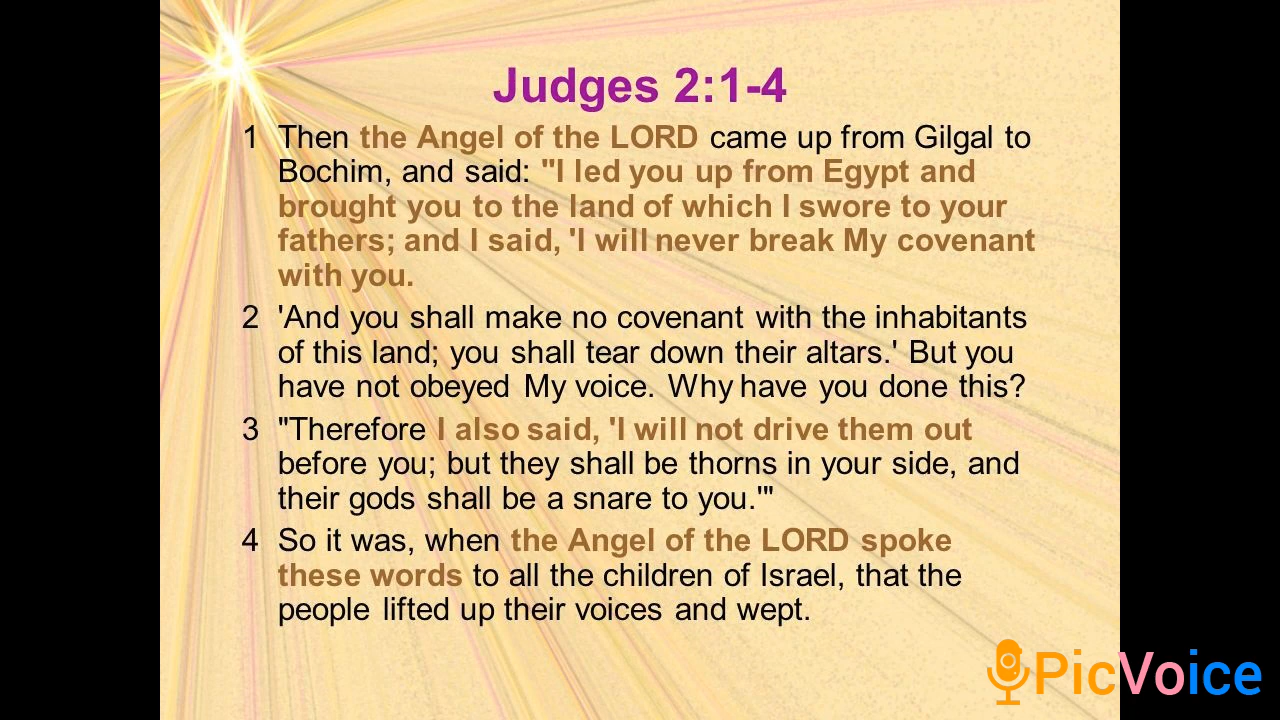 Judges 2:1-4
1 Then the Angel of the LORD came up from Gilgal to
Bochim, and said: "I led you up from Egypt and
brought you to the land of which I swore to your
fathers; and I said, 'I will never break My covenant
with you.
2 'And you shall make no covenant with the inhabitants
of this land; you shall tear down their altars.' But you
have not obeyed My voice. Why have you done this?
3 "Therefore I also said, 'I will not drive them out
before you; but they shall be thorns in your side, and
their gods shall be a snare to you.'"
4 So it was, when the Angel of the LORD spoke
these words to all the children of Israel, that the
people lifted up their voices and wept.
PicVoice